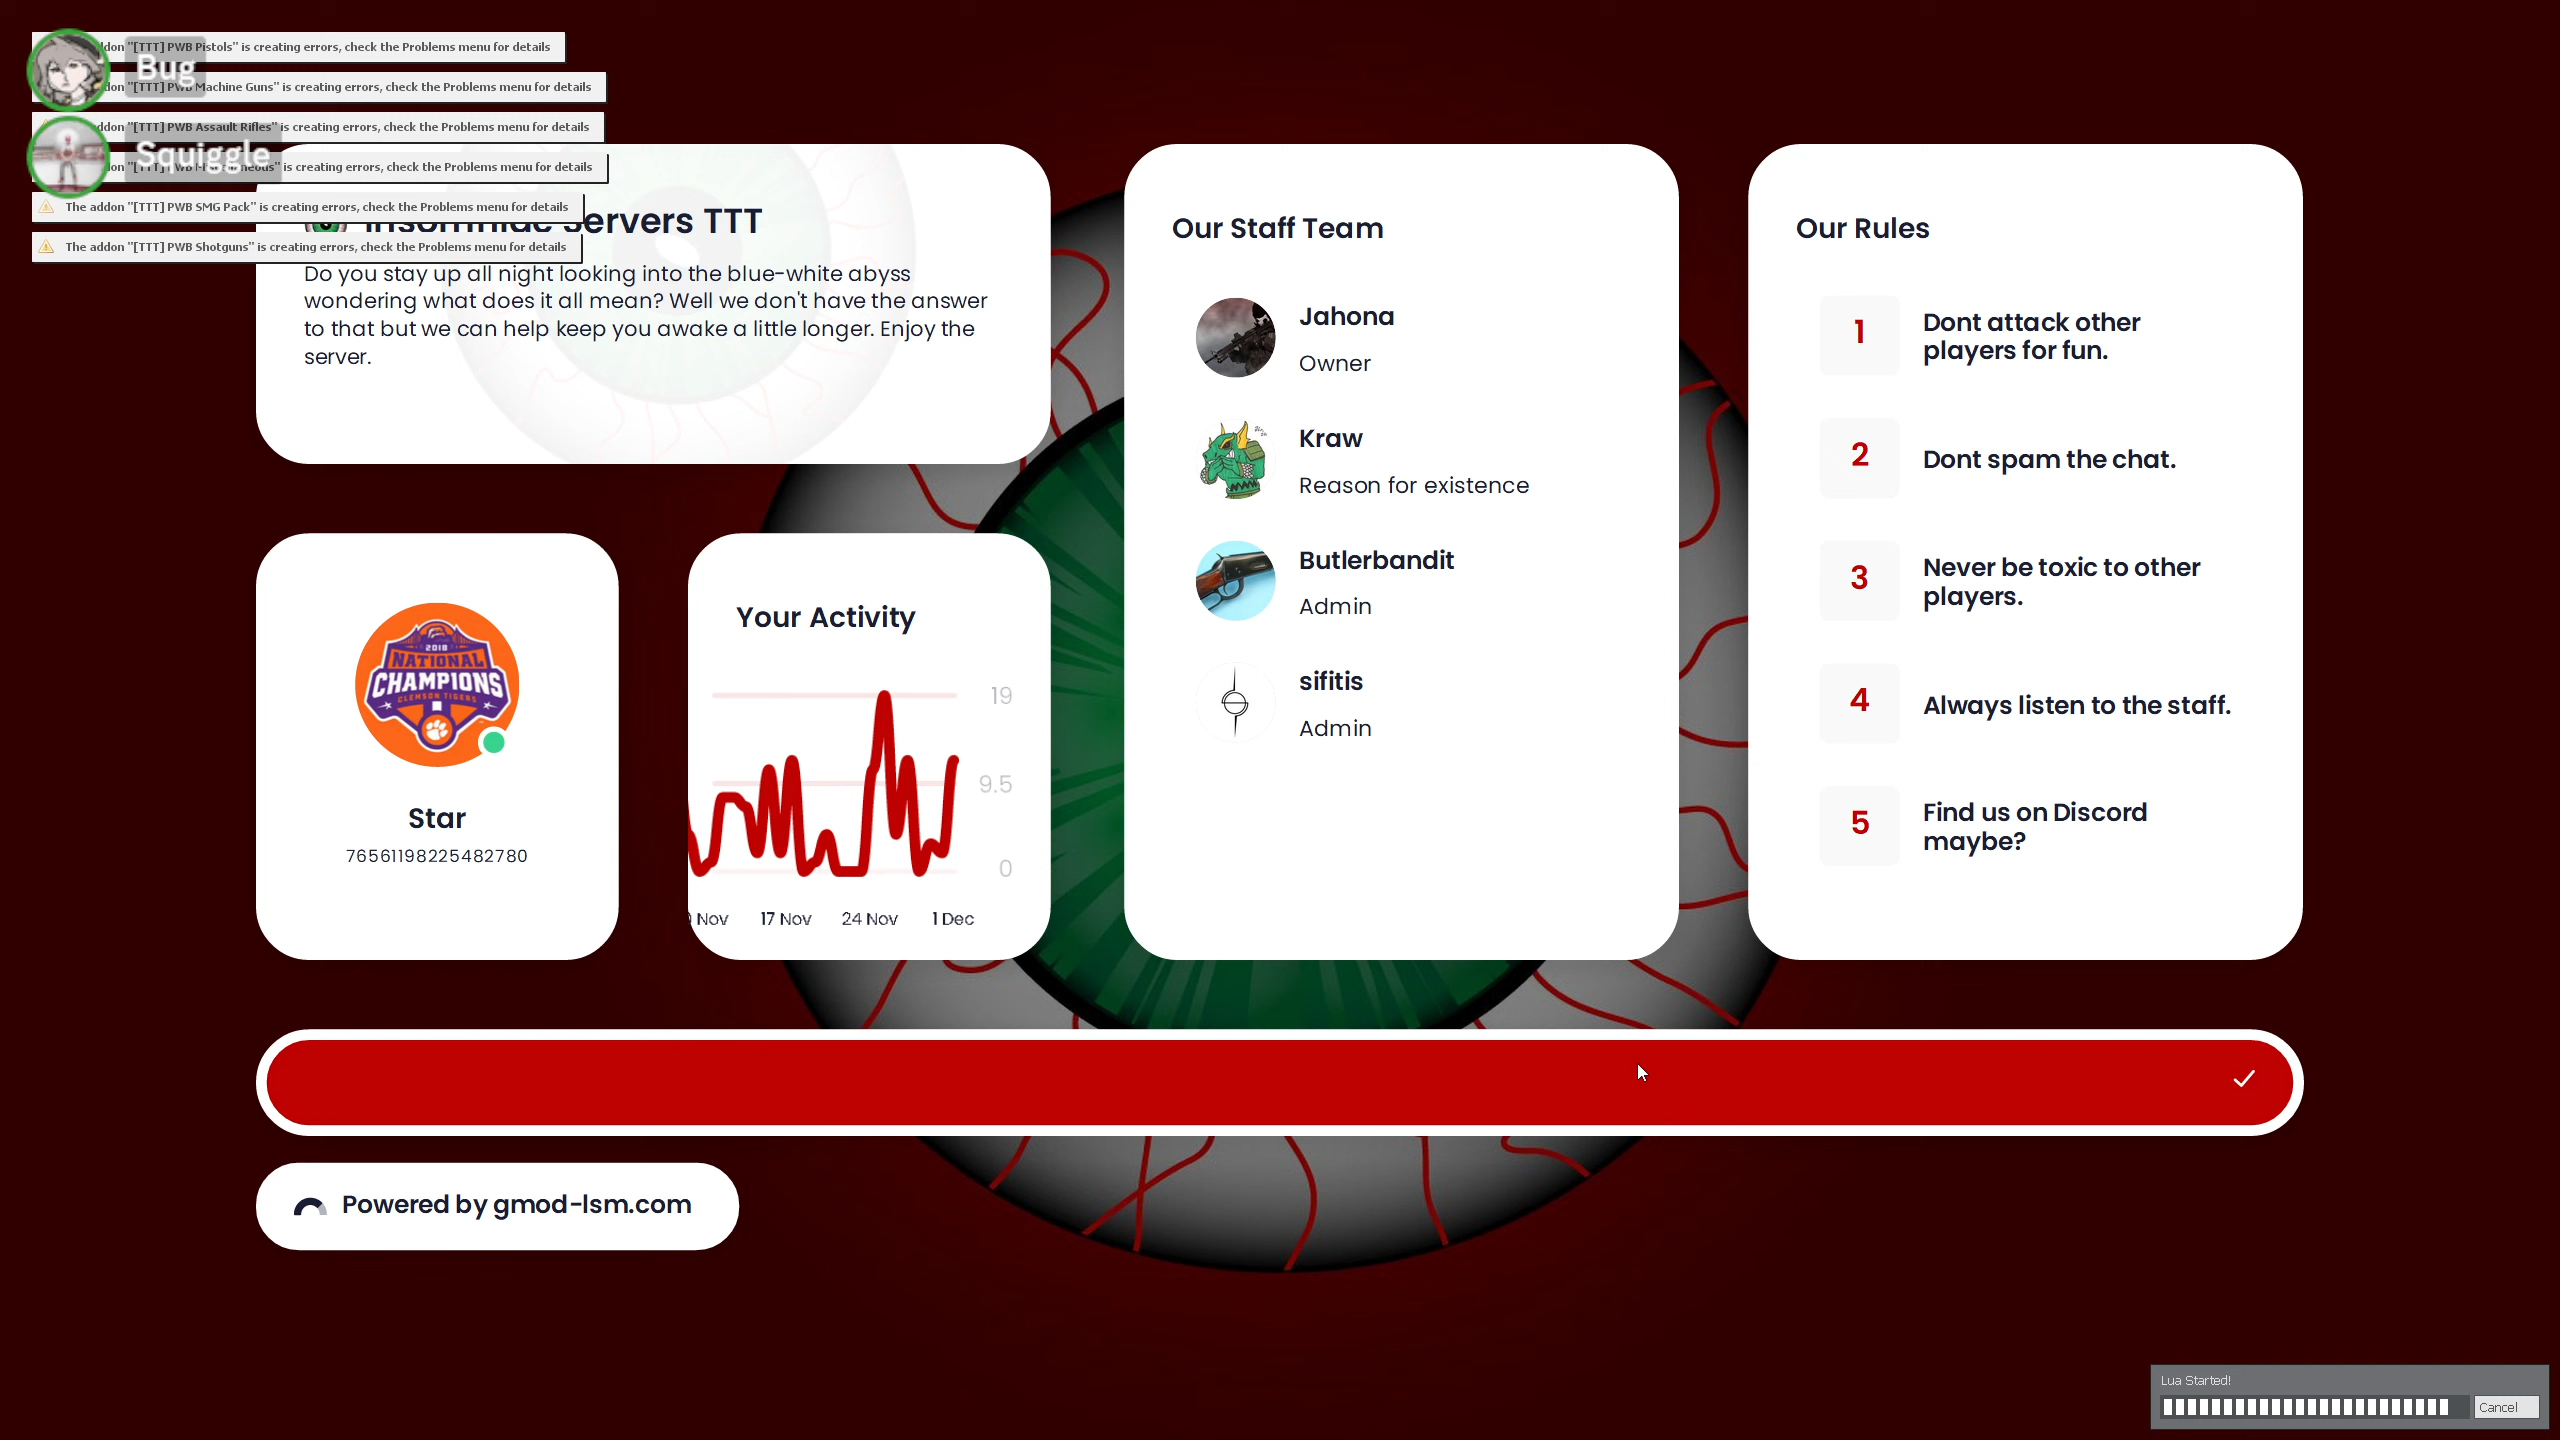 ddon "[TTT] PWB Pistols" is creating errors, check the Problems menu for details
Bug
ddon "[TTT] PWB Machine Guns" is creating errors, check the Problems menu for details
ddon "[TTT] PWB Assault Rifles" is creating errors, check the Problems menu for details
Squiggle
is creating errors, check the Problems menu for details
The addon "[TTT] PWB SMG Pack" is creating errors, check the Problems menu for details
The addon "[TTT] PWB Shotguns" is creating errors, check the Problems menu for details
Insomniac Servers TTT
Do you stay up all night looking into the blue-white abyss
wondering what does it all mean? Well we don't have the answer
to that but we can help keep you awake a little longer. Enjoy the
server.
2018
NATIONAL
CHAMPIONS
CLEMSON TIGERS
Star
76561198225482780
Your Activity
19
9.5
0
Nov
17 Nov
24 Nov
1 Dec
Our Staff Team
Jahona
Owner
Kraw
Reason for existence
Butlerbandit
Admin
sifitis
Admin
Our Rules
1
Dont attack other
players for fun.
2
Dont spam the chat.
3
Never be toxic to other
players.
4
Always listen to the staff.
5
Find us on Discord
maybe?
Powered by gmod-lsm.com
Lua Started!
Cancel